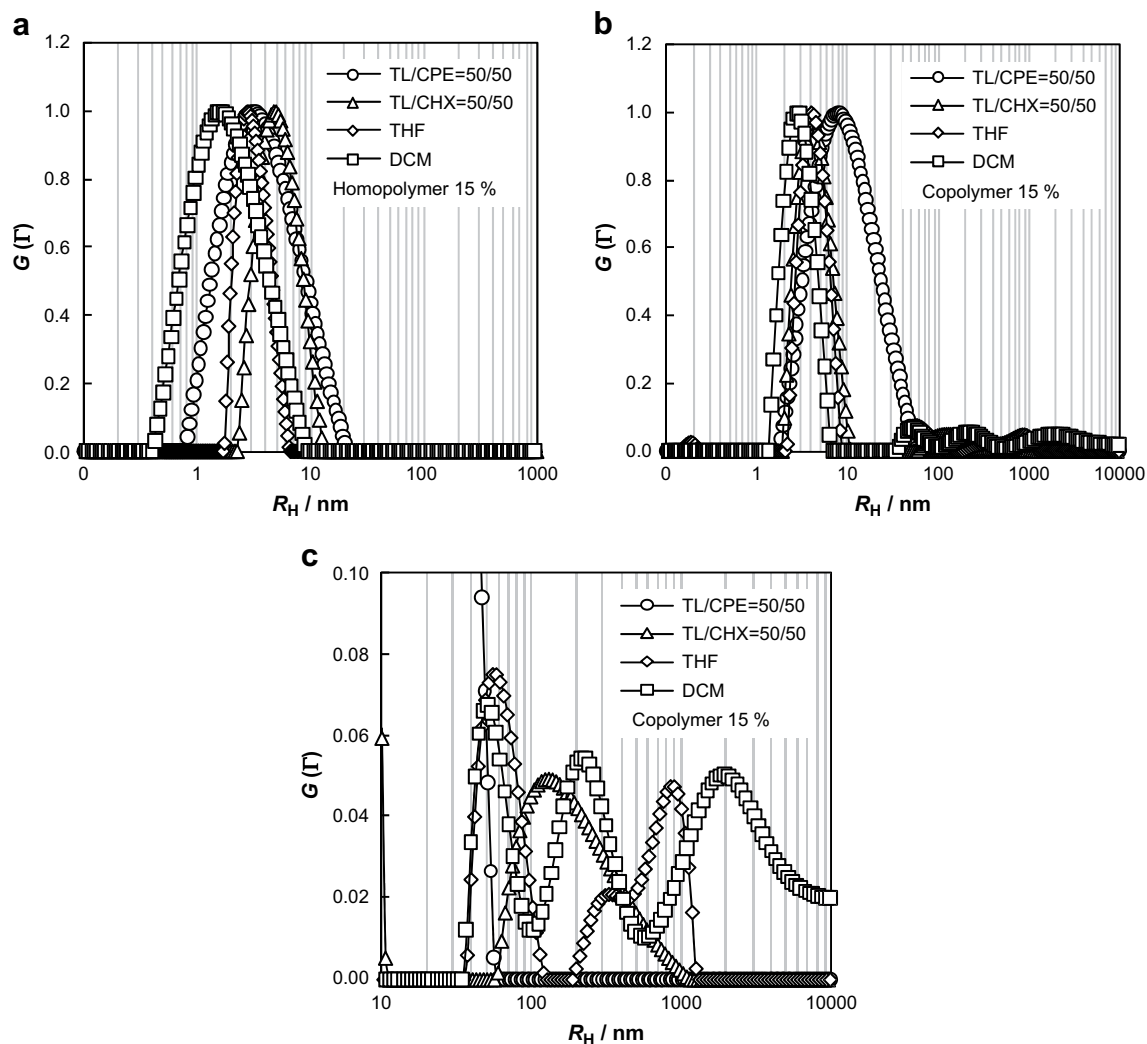 a
1.2
1.0
0.8
0.6
0.4
0.2
0.0
G (Γ)
TL/CPE=50/50
TL/CHX=50/50
THF
DCM
Homopolymer 15 %
0 1 10 100 1000
R_H / nm
b
1.2
1.0
0.8
0.6
0.4
0.2
0.0
G (Γ)
TL/CPE=50/50
TL/CHX=50/50
THF
DCM
Copolymer 15 %
0 1 10 100 1000 10000
R_H / nm
c
0.10
0.08
0.06
0.04
0.02
0.00
G (Γ)
TL/CPE=50/50
TL/CHX=50/50
THF
DCM
Copolymer 15 %
10 100 1000 10000
R_H / nm